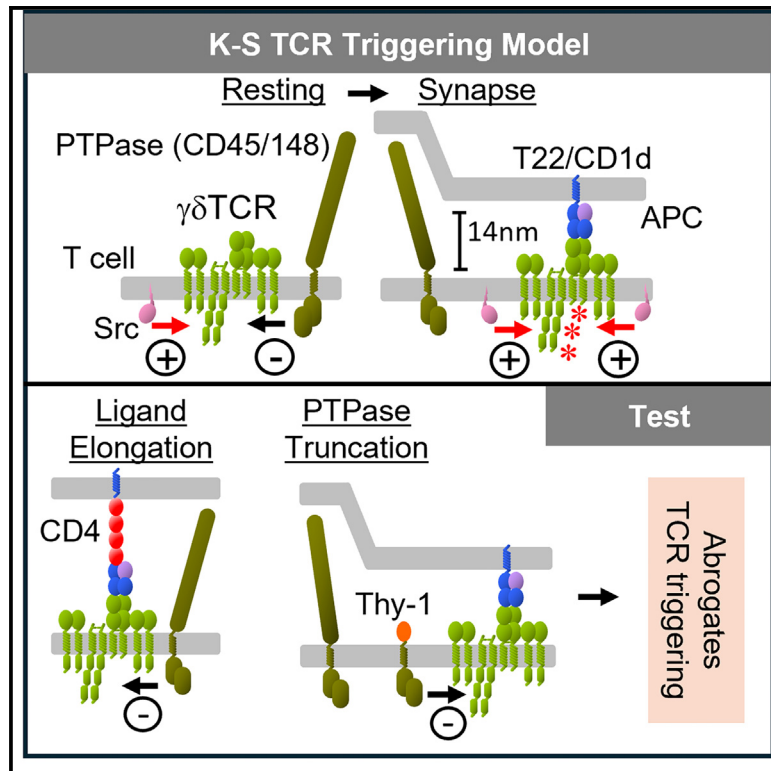 K-S TCR Triggering Model
Resting → Synapse
PTPase (CD45/148)
T22/CD1d
γδTCR
14nm
APC
T cell
Src
+
-
+
+
***
Ligand
Elongation
PTPase
Truncation
Test
CD4
Thy-1
-
-
Abrogates
TCR triggering